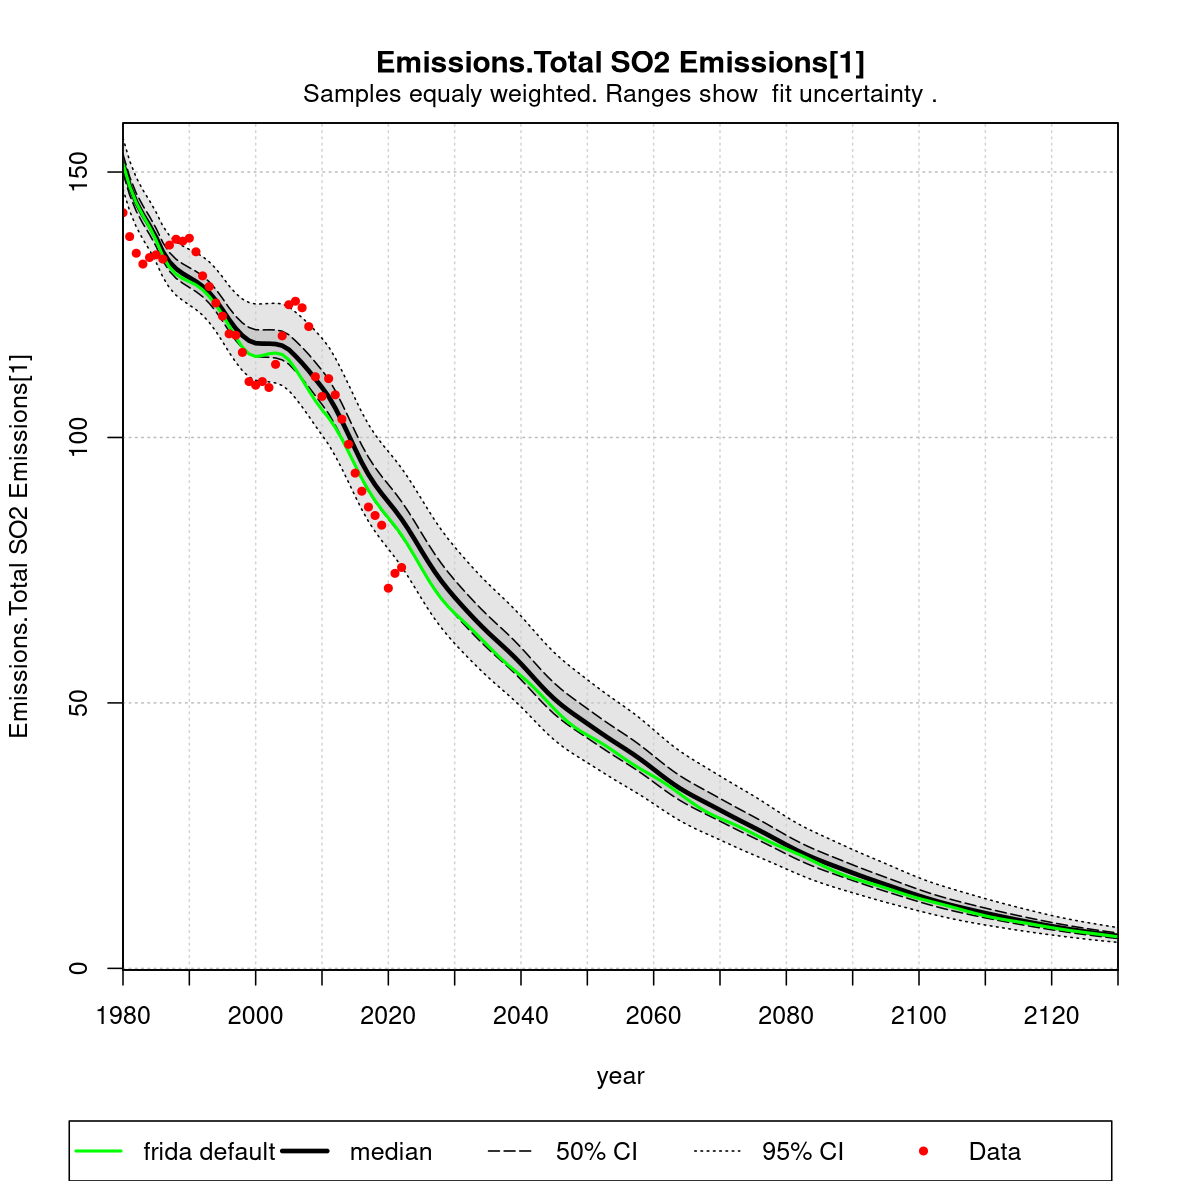 Emissions.Total SO2 Emissions[1]
Samples equaly weighted. Ranges show  fit uncertainty .
Emissions.Total SO2 Emissions[1]
150
100
50
0
1980 2000 2020 2040 2060 2080 2100 2120
year
frida default median 50% CI 95% CI Data